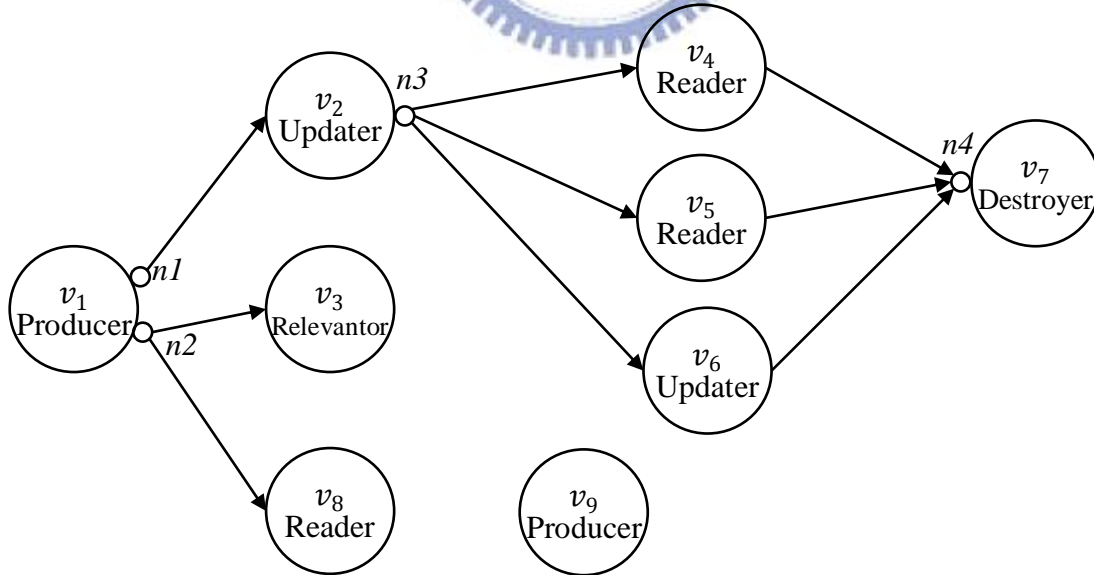 v₁
Producer
n1
n2
v₂
Updater
n3
v₃
Relevantor
v₈
Reader
v₄
Reader
v₅
Reader
v₆
Updater
v₉
Producer
n4
v₇
Destroyer